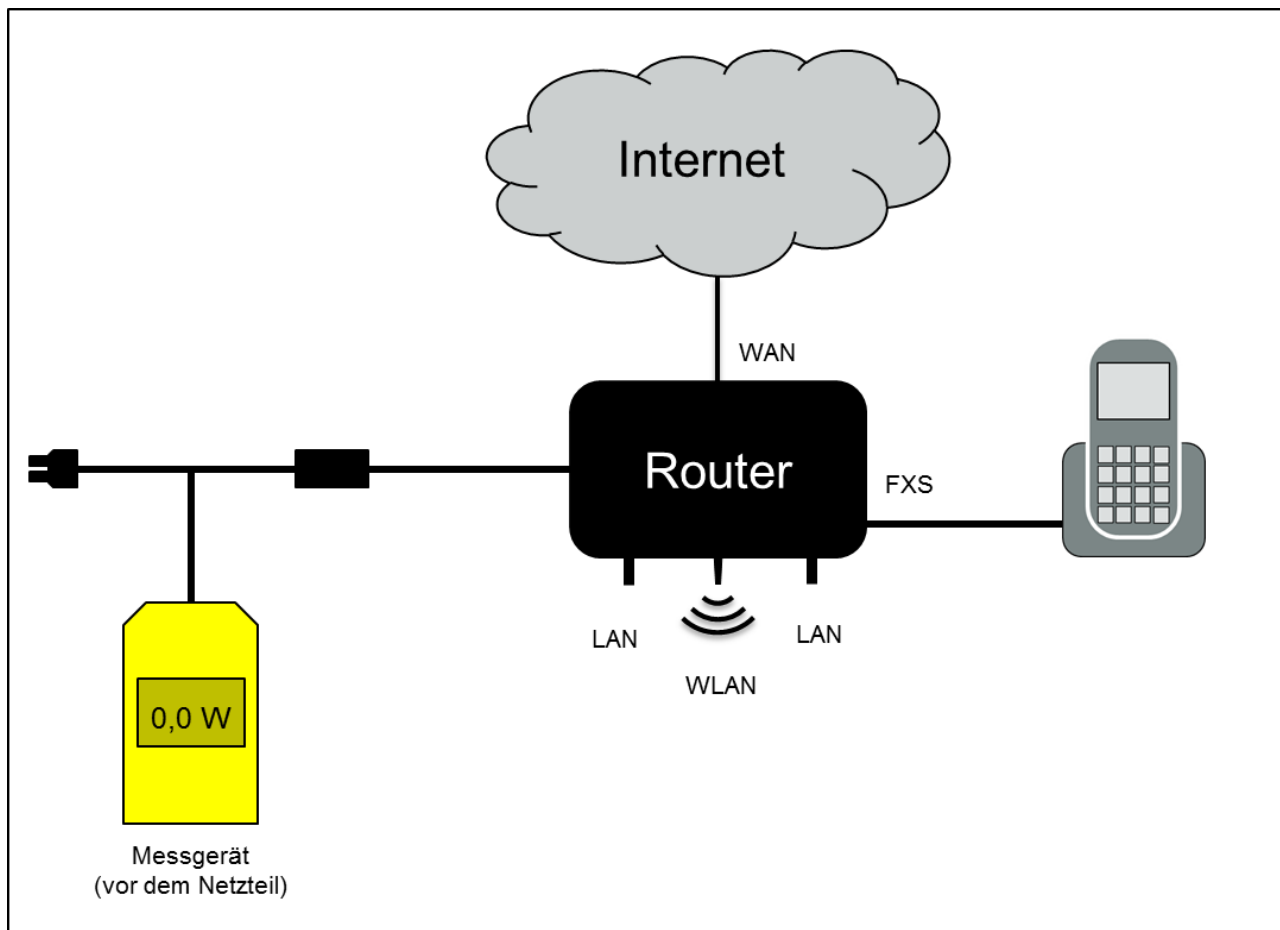 Internet
WAN
Router
FXS
LAN
LAN
WLAN
0,0 W
Messgerät
(vor dem Netzteil)